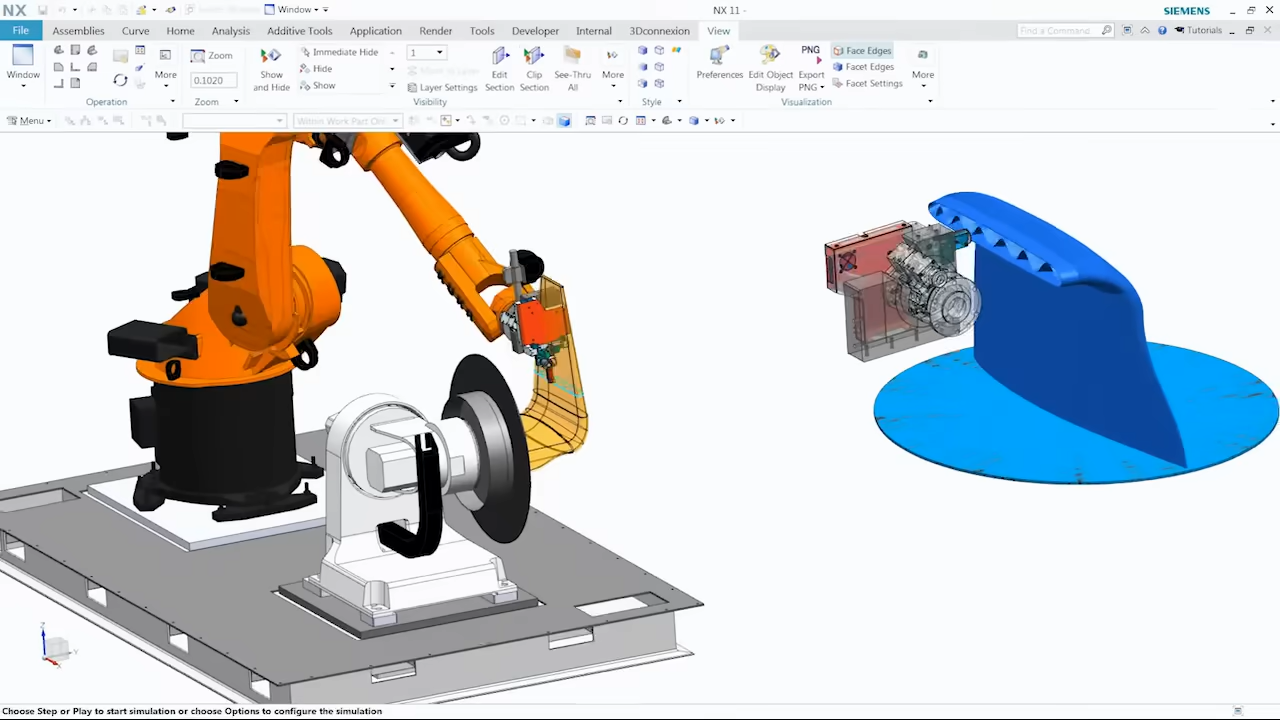 NX
Window
NX 11 -
SIEMENS
File
Assemblies
Curve
Home
Analysis
Additive Tools
Application
Render
Tools
Developer
Internal
3Dconnexion
View
Find a Command
Tutorials
Window
More
Operation
Zoom
0.1020
Zoom
Show
and Hide
Immediate Hide
Hide
Show
1
Layer Settings
Edit
Section
Clip
Section
See-Thru
All
More
Visibility
Style
Preferences
Edit Object
Display
PNG
Export
PNG
Face Edges
Facet Edges
Facet Settings
More
Visualization
Menu
Z
Y
X
Choose Step or Play to start simulation or choose Options to configure the simulation